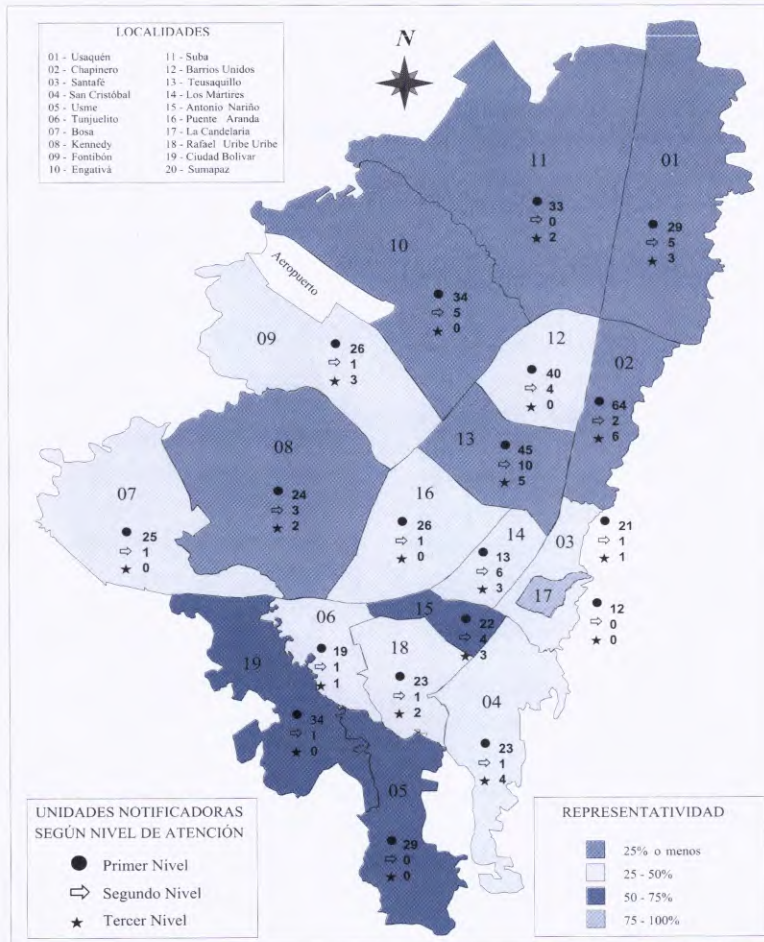 LOCALIDADES
01 - Usaquén
02 - Chapinero
03 - Santafé
04 - San Cristóbal
05 - Usme
06 - Tunjuelito
07 - Bosa
08 - Kennedy
09 - Fontibón
10 - Engativá
11 - Suba
12 - Barrios Unidos
13 - Teusaquillo
14 - Los Martires
15 - Antonio Nariño
16 - Puente Aranda
17 - La Candelaria
18 - Rafael Uribe Uribe
19 - Ciudad Bolivar
20 - Sumapaz
N
11
33
0
2
01
29
5
3
10
34
5
0
Aeropuerto
09
26
1
3
12
40
4
0
02
64
2
6
13
45
10
5
08
24
3
2
07
25
1
0
16
26
1
0
14
13
6
3
03
21
1
1
17
12
0
0
15
22
4
3
06
19
1
1
18
23
1
2
19
34
1
0
04
23
1
4
05
29
0
0
UNIDADES NOTIFICADORAS
SEGÚN NIVEL DE ATENCIÓN
Primer Nivel
Segundo Nivel
Tercer Nivel
REPRESENTATIVIDAD
25% o menos
25 - 50%
50 - 75%
75 - 100%